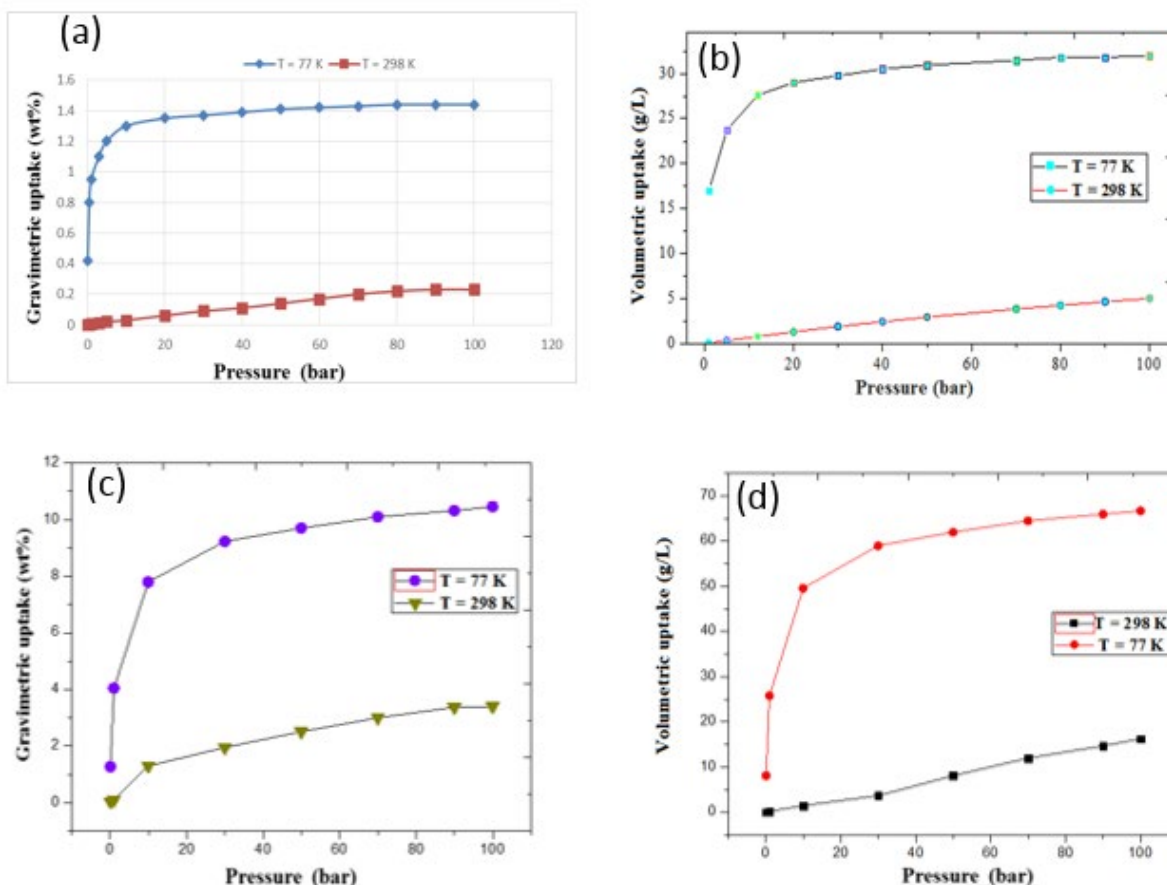 (a)
T = 77 K
T = 298 K
Gravimetric uptake (wt%)
1.6
1.4
1.2
1
0.8
0.6
0.4
0.2
0
0 20 40 60 80 100 120
Pressure (bar)
(b)
Volumetric uptake (g/L)
30
25
20
15
10
5
0
T = 77 K
T = 298 K
0 20 40 60 80 100
Pressure (bar)
(c)
Gravimetric uptake (wt%)
12
10
8
6
4
2
0
T = 77 K
T = 298 K
0 20 40 60 80 100
Pressure (bar)
(d)
Volumetric uptake (g/L)
70
60
50
40
30
20
10
0
T = 298 K
T = 77 K
0 20 40 60 80 100
Pressure (bar)